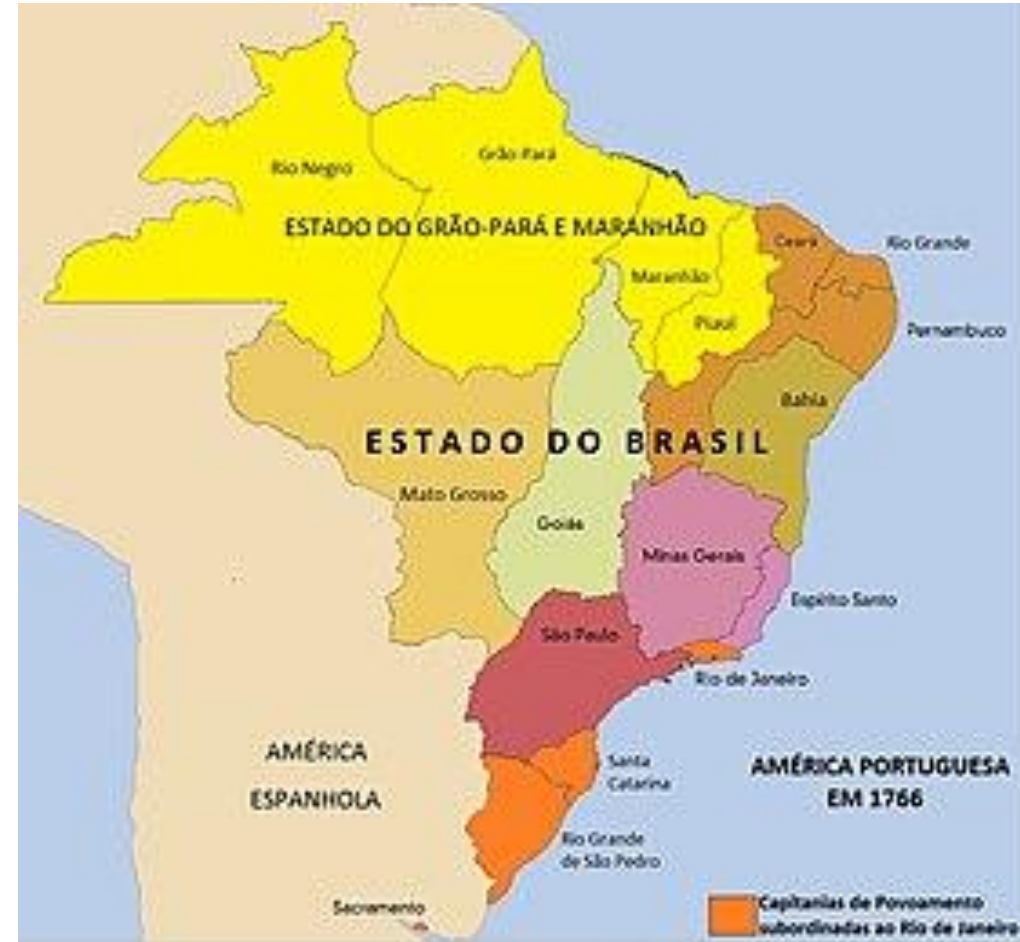 Rio Negro
Grão-Pará
ESTADO DO GRÃO-PARÁ E MARANHÃO
Ceará
Rio Grande
Maranhão
Piauí
Pernambuco
Bahia
ESTADO DO BRASIL
Mato Grosso
Goiás
Minas Gerais
Espírito Santo
São Paulo
Rio de Janeiro
AMÉRICA
ESPANHOLA
Santa
Catarina
AMÉRICA PORTUGUESA
EM 1766
Rio Grande
de São Pedro
Sacramento
Capitanias de Povoamento
subordinadas ao Rio de Janeiro